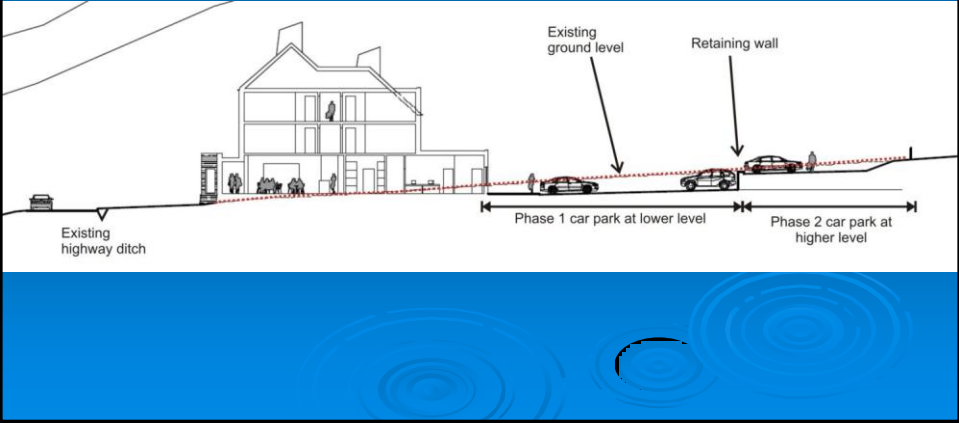 Existing
ground level
Retaining wall
Phase 1 car park at lower level
Phase 2 car park at
higher level
Existing
highway ditch